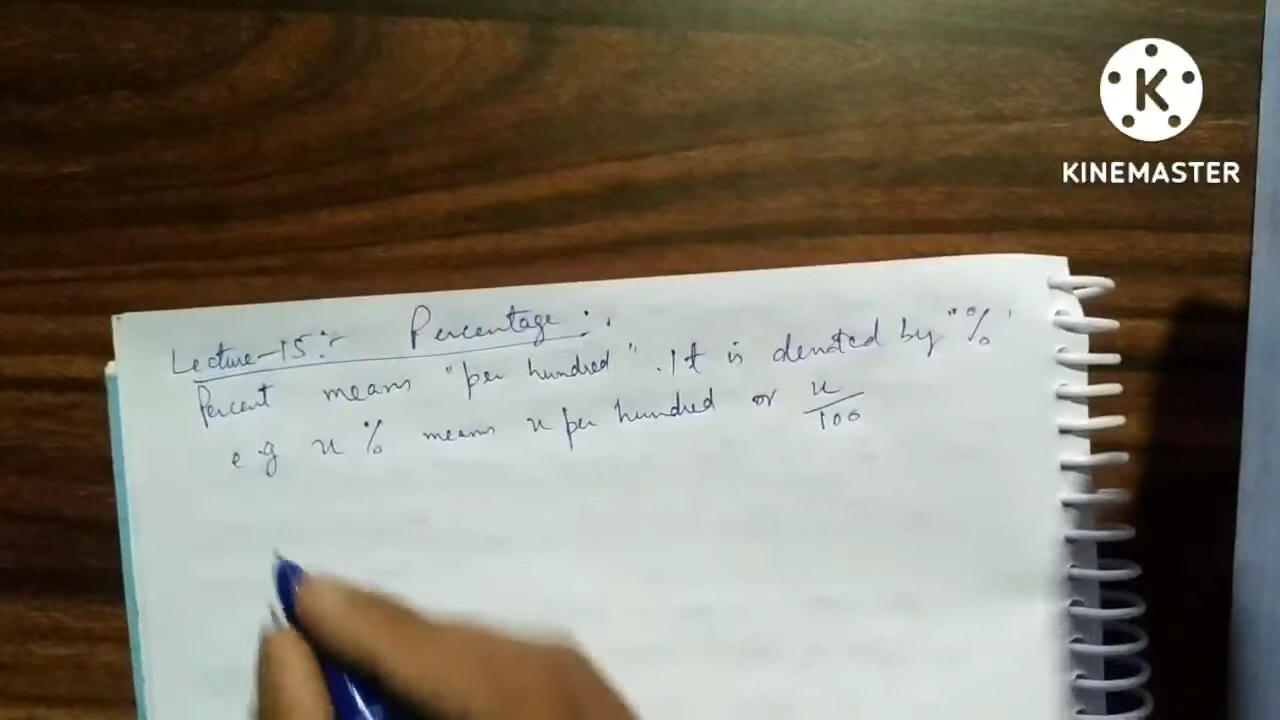 K
KINEMASTER
Lecture-15:- Percentage:.
Percent means "per hundred". It is denoted by "%"
e.g x % means x per hundred or x/100